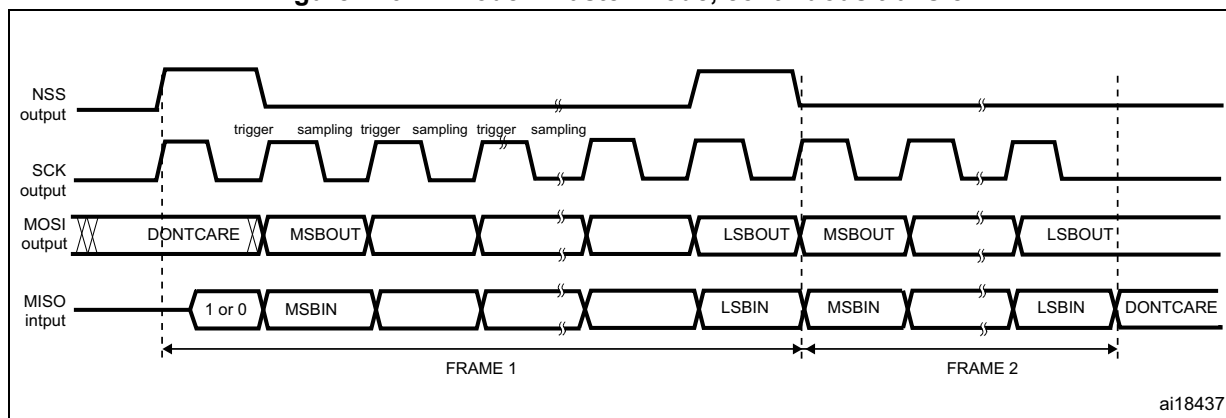 NSS
output
trigger sampling trigger sampling trigger sampling
SCK
output
MOSI
output
DONTCARE MSBOUT LSBOUT MSBOUT LSBOUT
MISO
intput
1 or 0 MSBIN LSBIN MSBIN LSBIN DONTCARE
FRAME 1 FRAME 2
ai18437